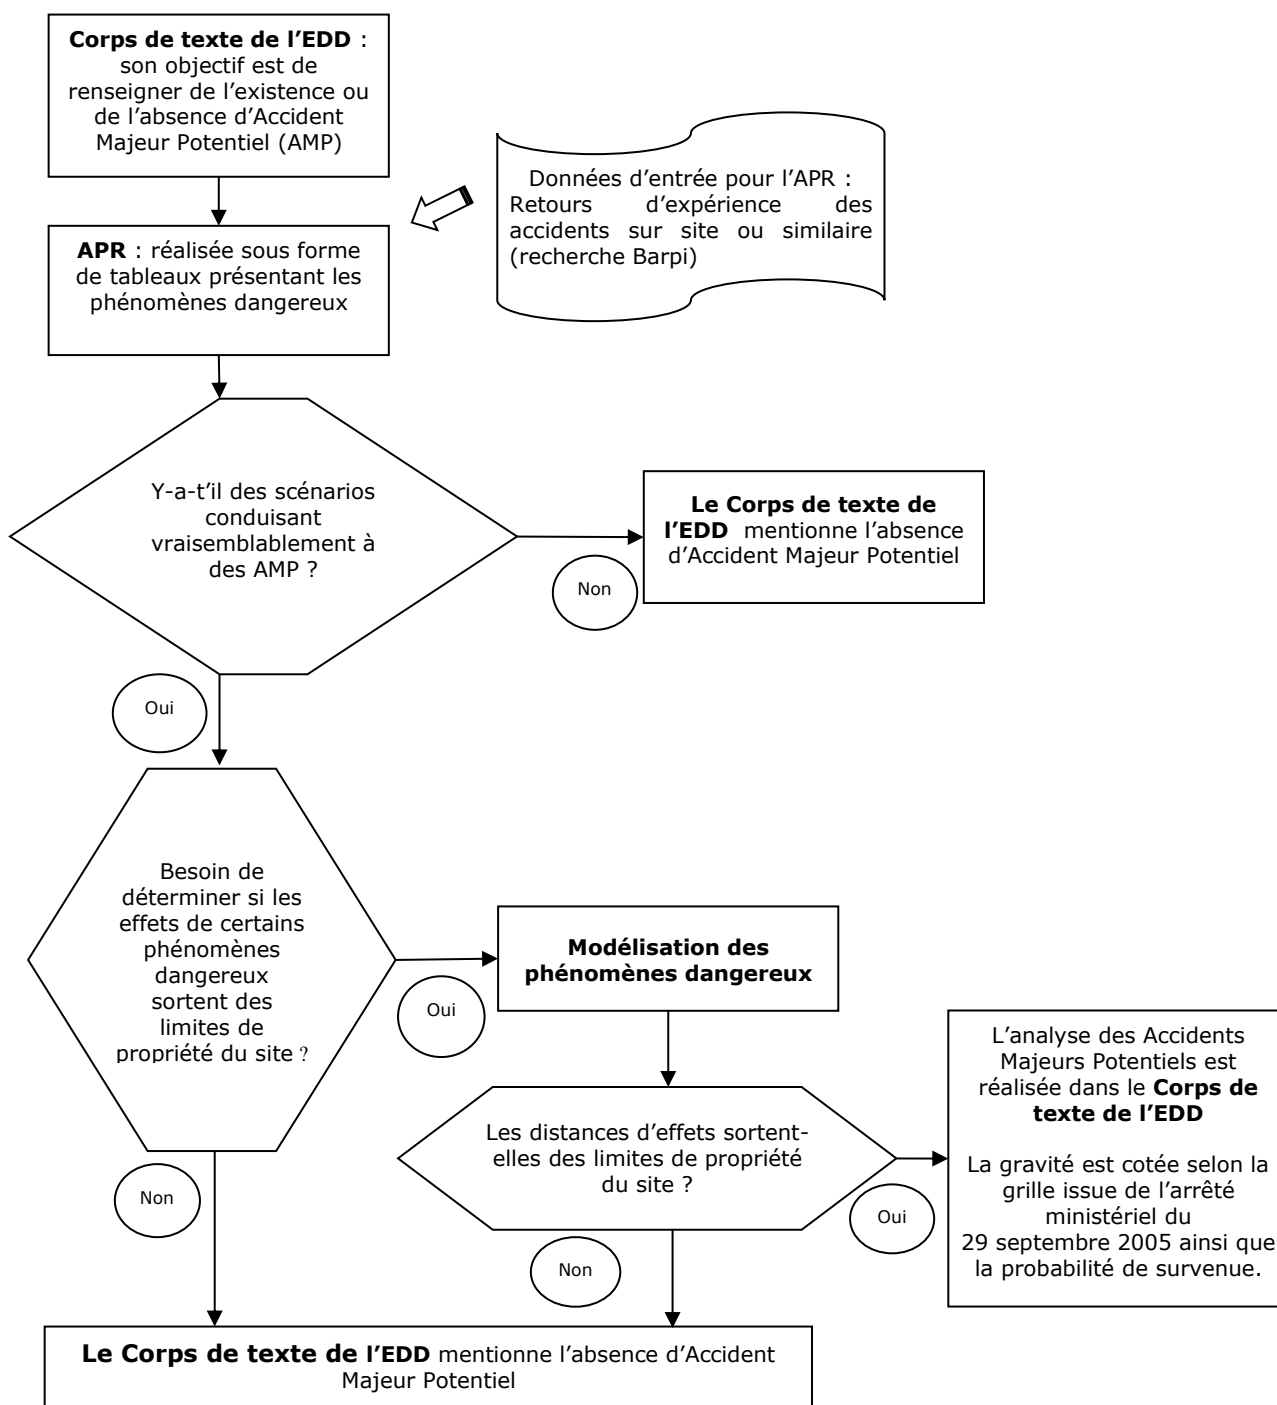 Corps de texte de l’EDD :
son objectif est de
renseigner de l’existence ou
de l’absence d’Accident
Majeur Potentiel (AMP)
Données d’entrée pour l’APR :
Retours d’expérience des
accidents sur site ou similaire
(recherche Barpi)
APR : réalisée sous forme
de tableaux présentant les
phénomènes dangereux
Y-a-t’il des scénarios
conduisant
vraisemblablement à
des AMP ?
Le Corps de texte de
l’EDD mentionne l’absence
d’Accident Majeur Potentiel
Non
Oui
Besoin de
déterminer si les
effets de certains
phénomènes
dangereux
sortent des
limites de
propriété du site ?
Modélisation des
phénomènes dangereux
Oui
L’analyse des Accidents
Majeurs Potentiels est
réalisée dans le Corps de
texte de l’EDD
La gravité est cotée selon la
grille issue de l’arrêté
ministériel du
29 septembre 2005 ainsi que
la probabilité de survenue.
Les distances d’effets sortent-
elles des limites de propriété
du site ?
Non
Oui
Non
Le Corps de texte de l’EDD mentionne l’absence d’Accident
Majeur Potentiel